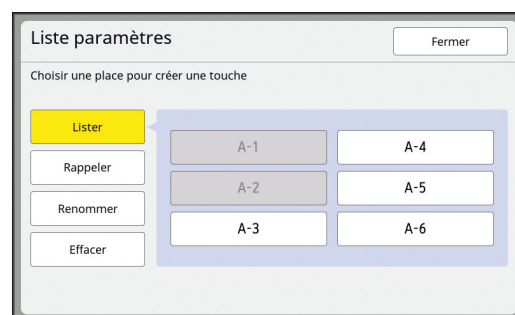 Liste paramètres
Fermer
Choisir une place pour créer une touche
Lister
Rappeler
Renommer
Effacer
A-1
A-4
A-2
A-5
A-3
A-6